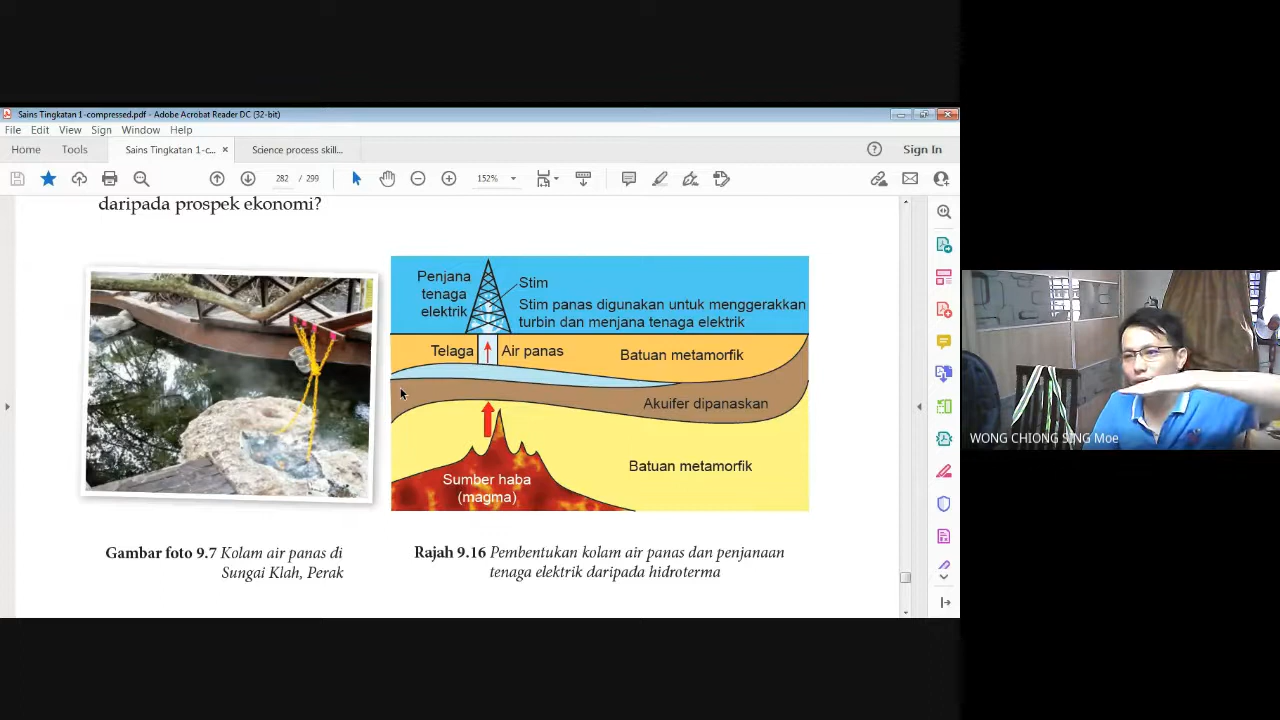 Sains Tingkatan 1-compressed.pdf - Adobe Acrobat Reader DC (32-bit)
File Edit View Sign Window Help
Home Tools Sains Tingkatan 1-c... × Science process skill... Sign In
282 / 299 152%
daripada prospek ekonomi?
Penjana
tenaga
elektrik
Stim
Stim panas digunakan untuk menggerakkan
turbin dan menjana tenaga elektrik
Telaga Air panas Batuan metamorfik
Akuifer dipanaskan
Batuan metamorfik
Sumber haba
(magma)
WONG CHIONG SING Moe
Gambar foto 9.7 Kolam air panas di
Sungai Klah, Perak
Rajah 9.16 Pembentukan kolam air panas dan penjanaan
tenaga elektrik daripada hidroterma